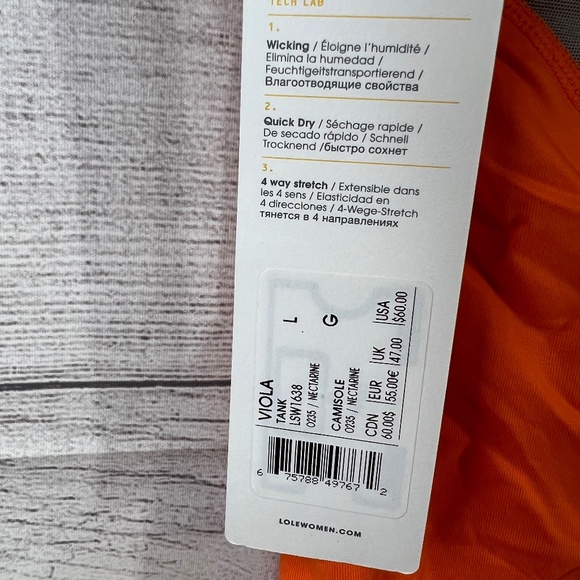 TECH LAB
1.
Wicking / Éloigne l'humidité /
Elimina la humedad /
Feuchtigkeitstransportierend /
Влагоотводящие свойства
2.
Quick Dry / Séchage rapide /
De secado rápido / Schnell
Trocknend /быстро сохнет
3.
4 way stretch / Extensible dans
les 4 sens / Elasticidad en
4 direcciones / 4-Wege-Stretch
тянется в 4 направлениях
VIOLA
TANK L
LSW1638
0235 / NECTARINE
CAMISOLE G
0235 / NECTARINE
CDN EUR UK USA
60.00$ 55.00€ 47.00 $60.00
6 75788 49767 2
LOLEWOMEN.COM